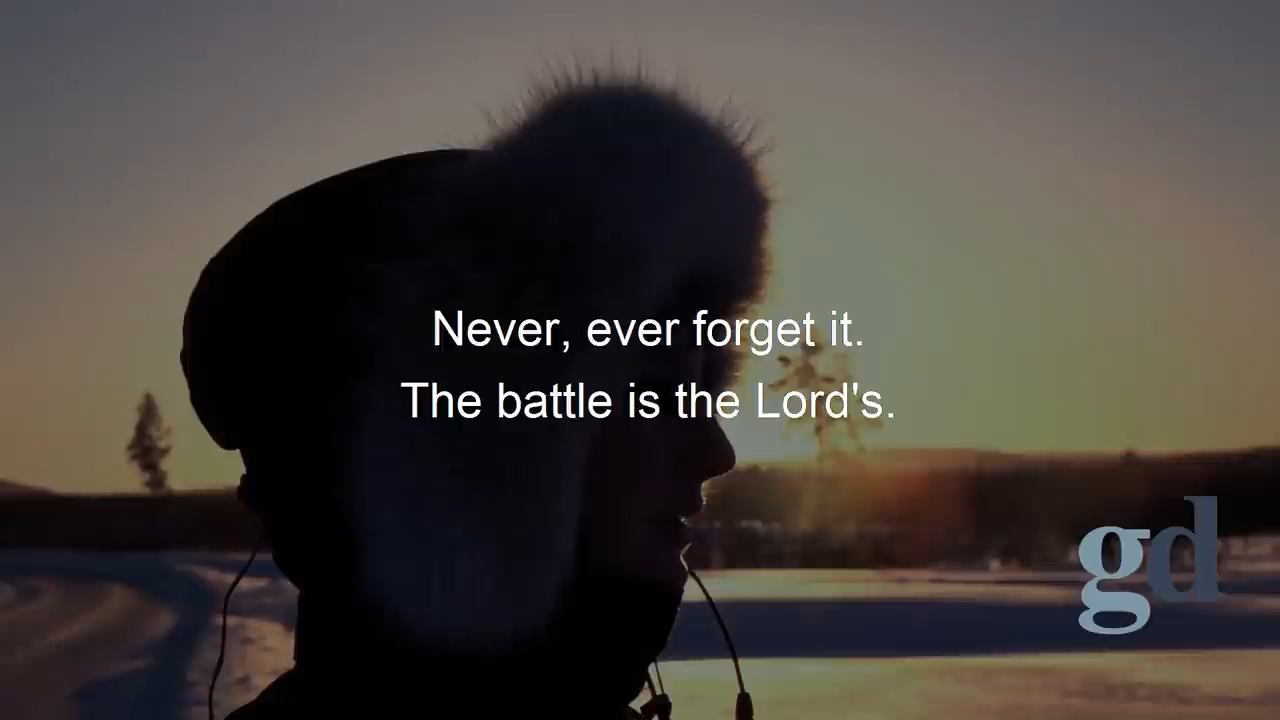 Never, ever forget it.
The battle is the Lord's.
gd